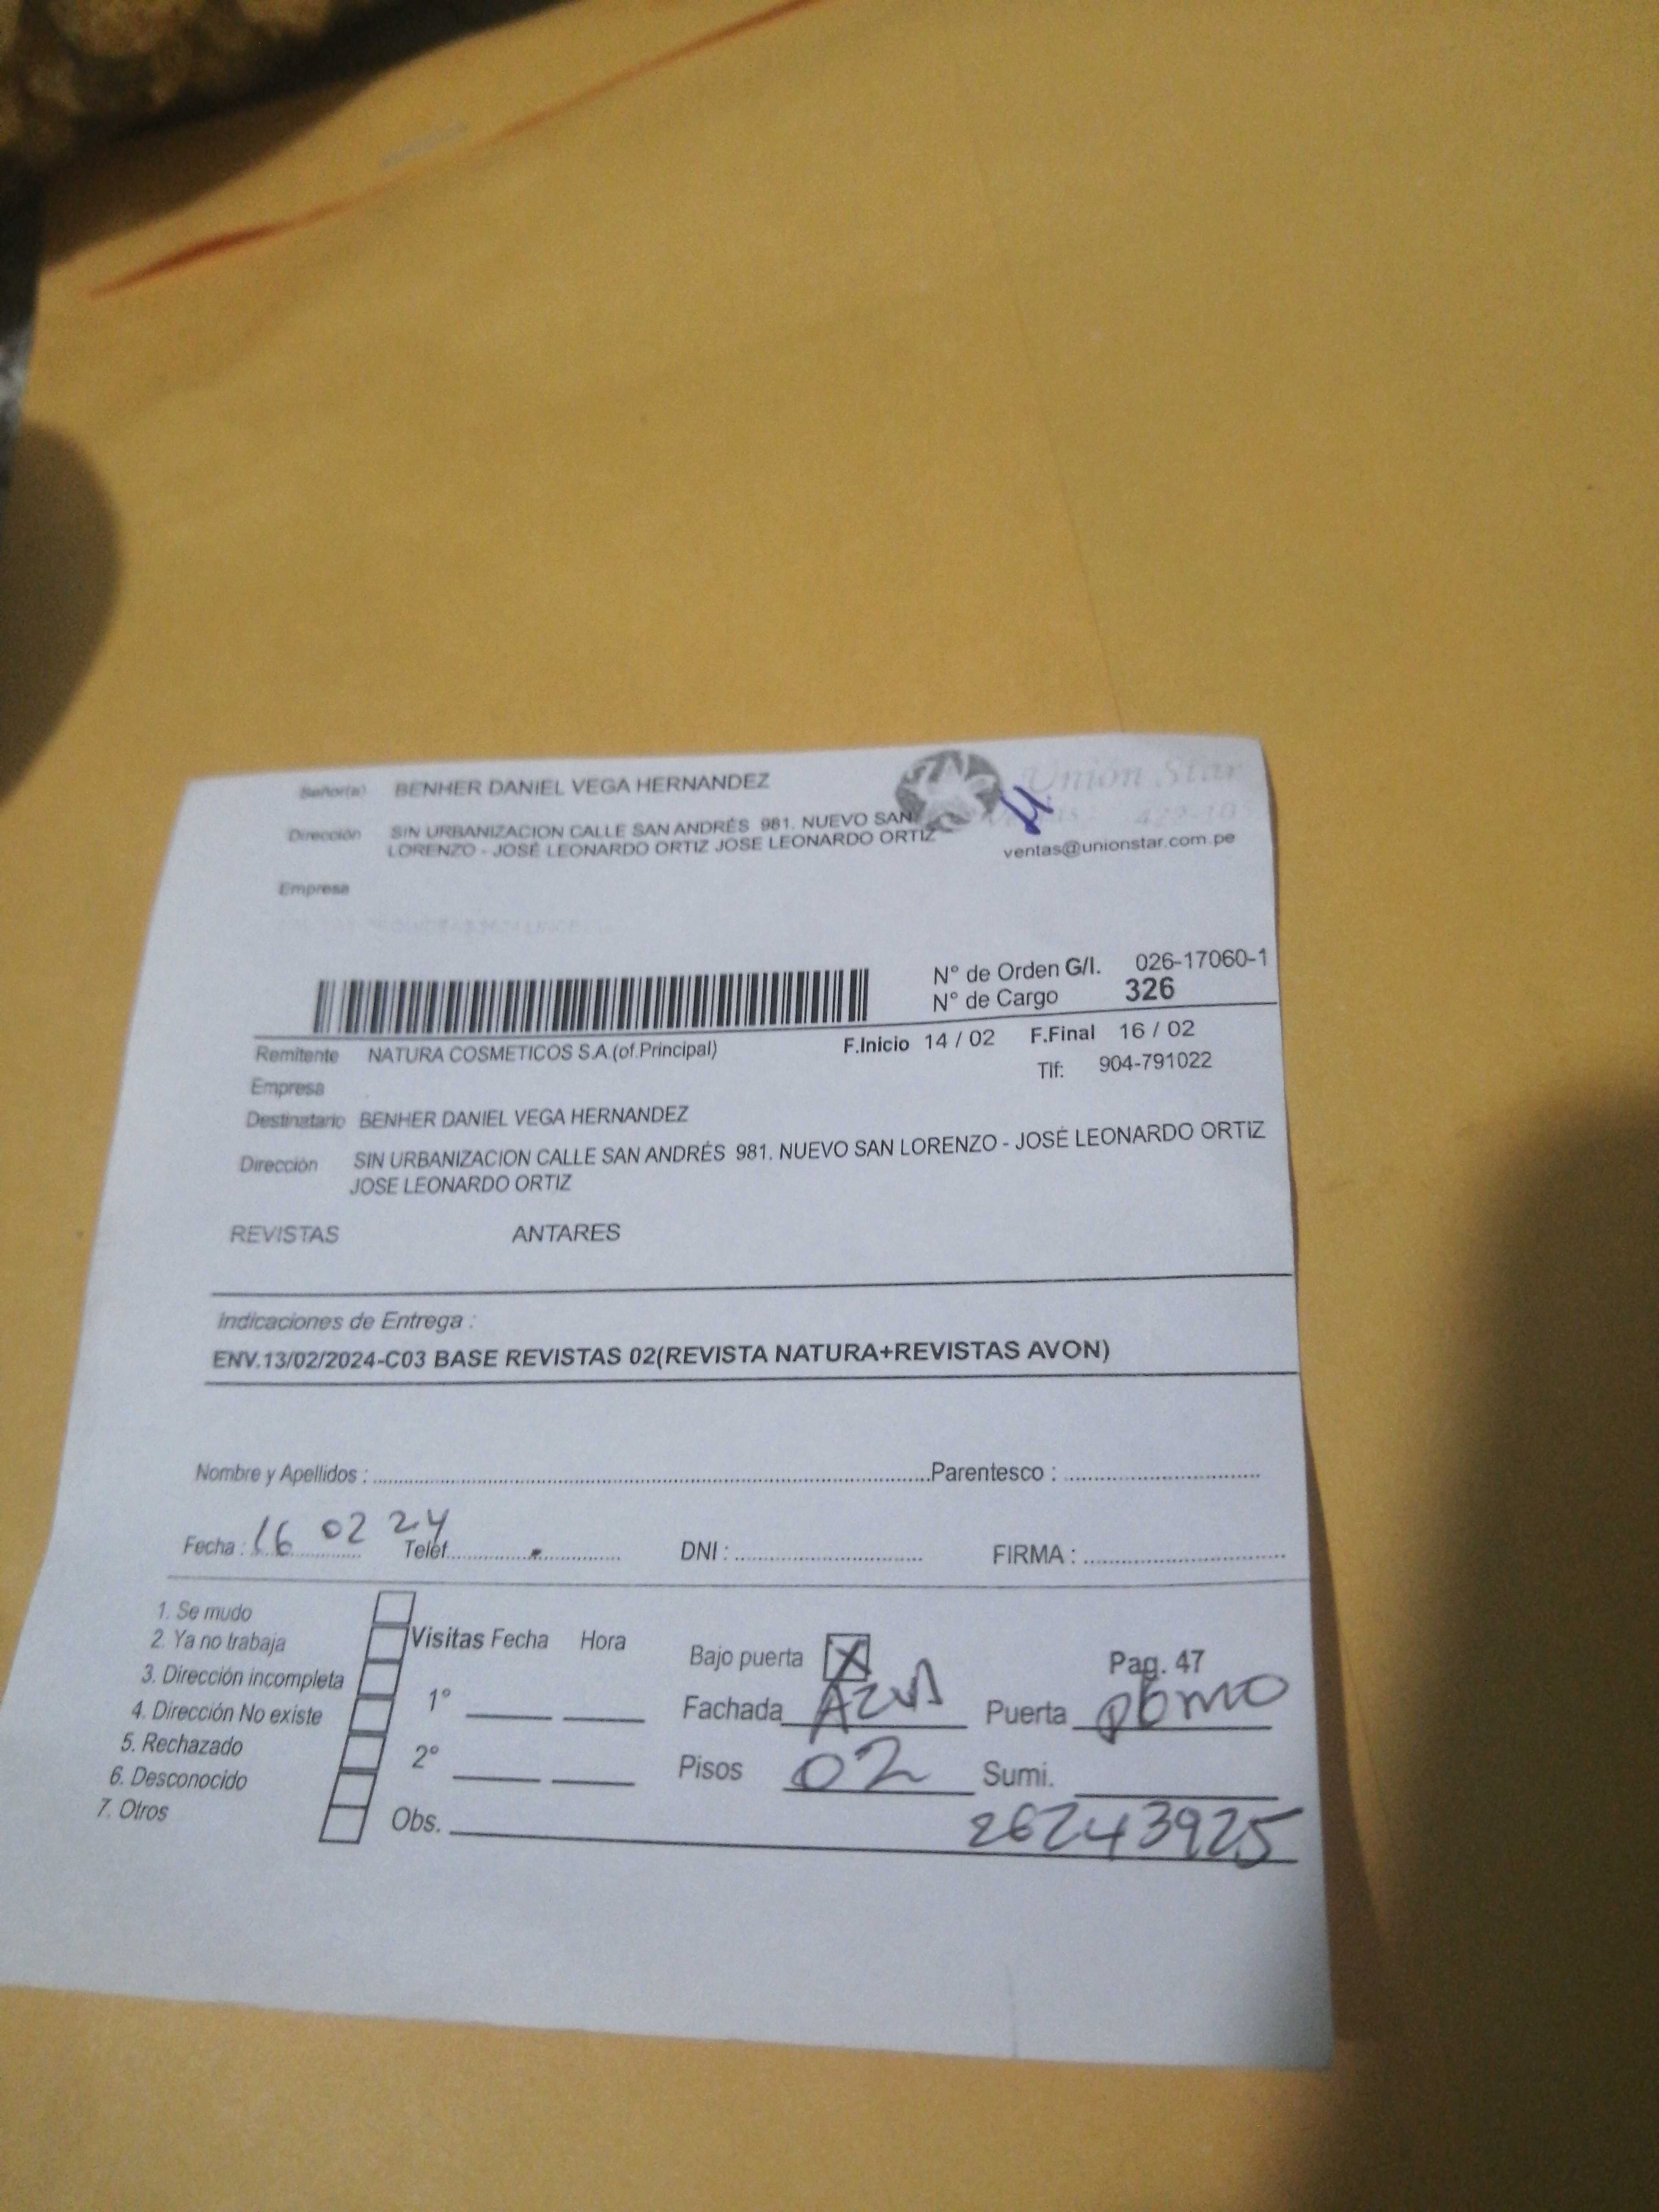 Señor(a) BENHER DANIEL VEGA HERNANDEZ
Unión Star
Dirección SIN URBANIZACION CALLE SAN ANDRÉS 981. NUEVO SAN
LORENZO - JOSÉ LEONARDO ORTIZ JOSE LEONARDO ORTIZ
ventas@unionstar.com.pe
Empresa
N° de Orden G/I. 026-17060-1
N° de Cargo 326
Remitente NATURA COSMETICOS S.A.(of.Principal) F.Inicio 14 / 02 F.Final 16 / 02
Empresa Tlf: 904-791022
Destinatario BENHER DANIEL VEGA HERNANDEZ
Dirección SIN URBANIZACION CALLE SAN ANDRÉS 981. NUEVO SAN LORENZO - JOSÉ LEONARDO ORTIZ
JOSE LEONARDO ORTIZ
REVISTAS ANTARES
Indicaciones de Entrega :
ENV.13/02/2024-C03 BASE REVISTAS 02(REVISTA NATURA+REVISTAS AVON)
Nombre y Apellidos : Parentesco :
Fecha : 16 02 24 Teléf. DNI : FIRMA :
1. Se mudo
2. Ya no trabaja
3. Dirección incompleta
4. Dirección No existe
5. Rechazado
6. Desconocido
7. Otros
Visitas Fecha Hora
1°
2°
Obs.
Bajo puerta X Pag. 47
Fachada Azul Puerta
Pisos 02 Sumi.
26243925